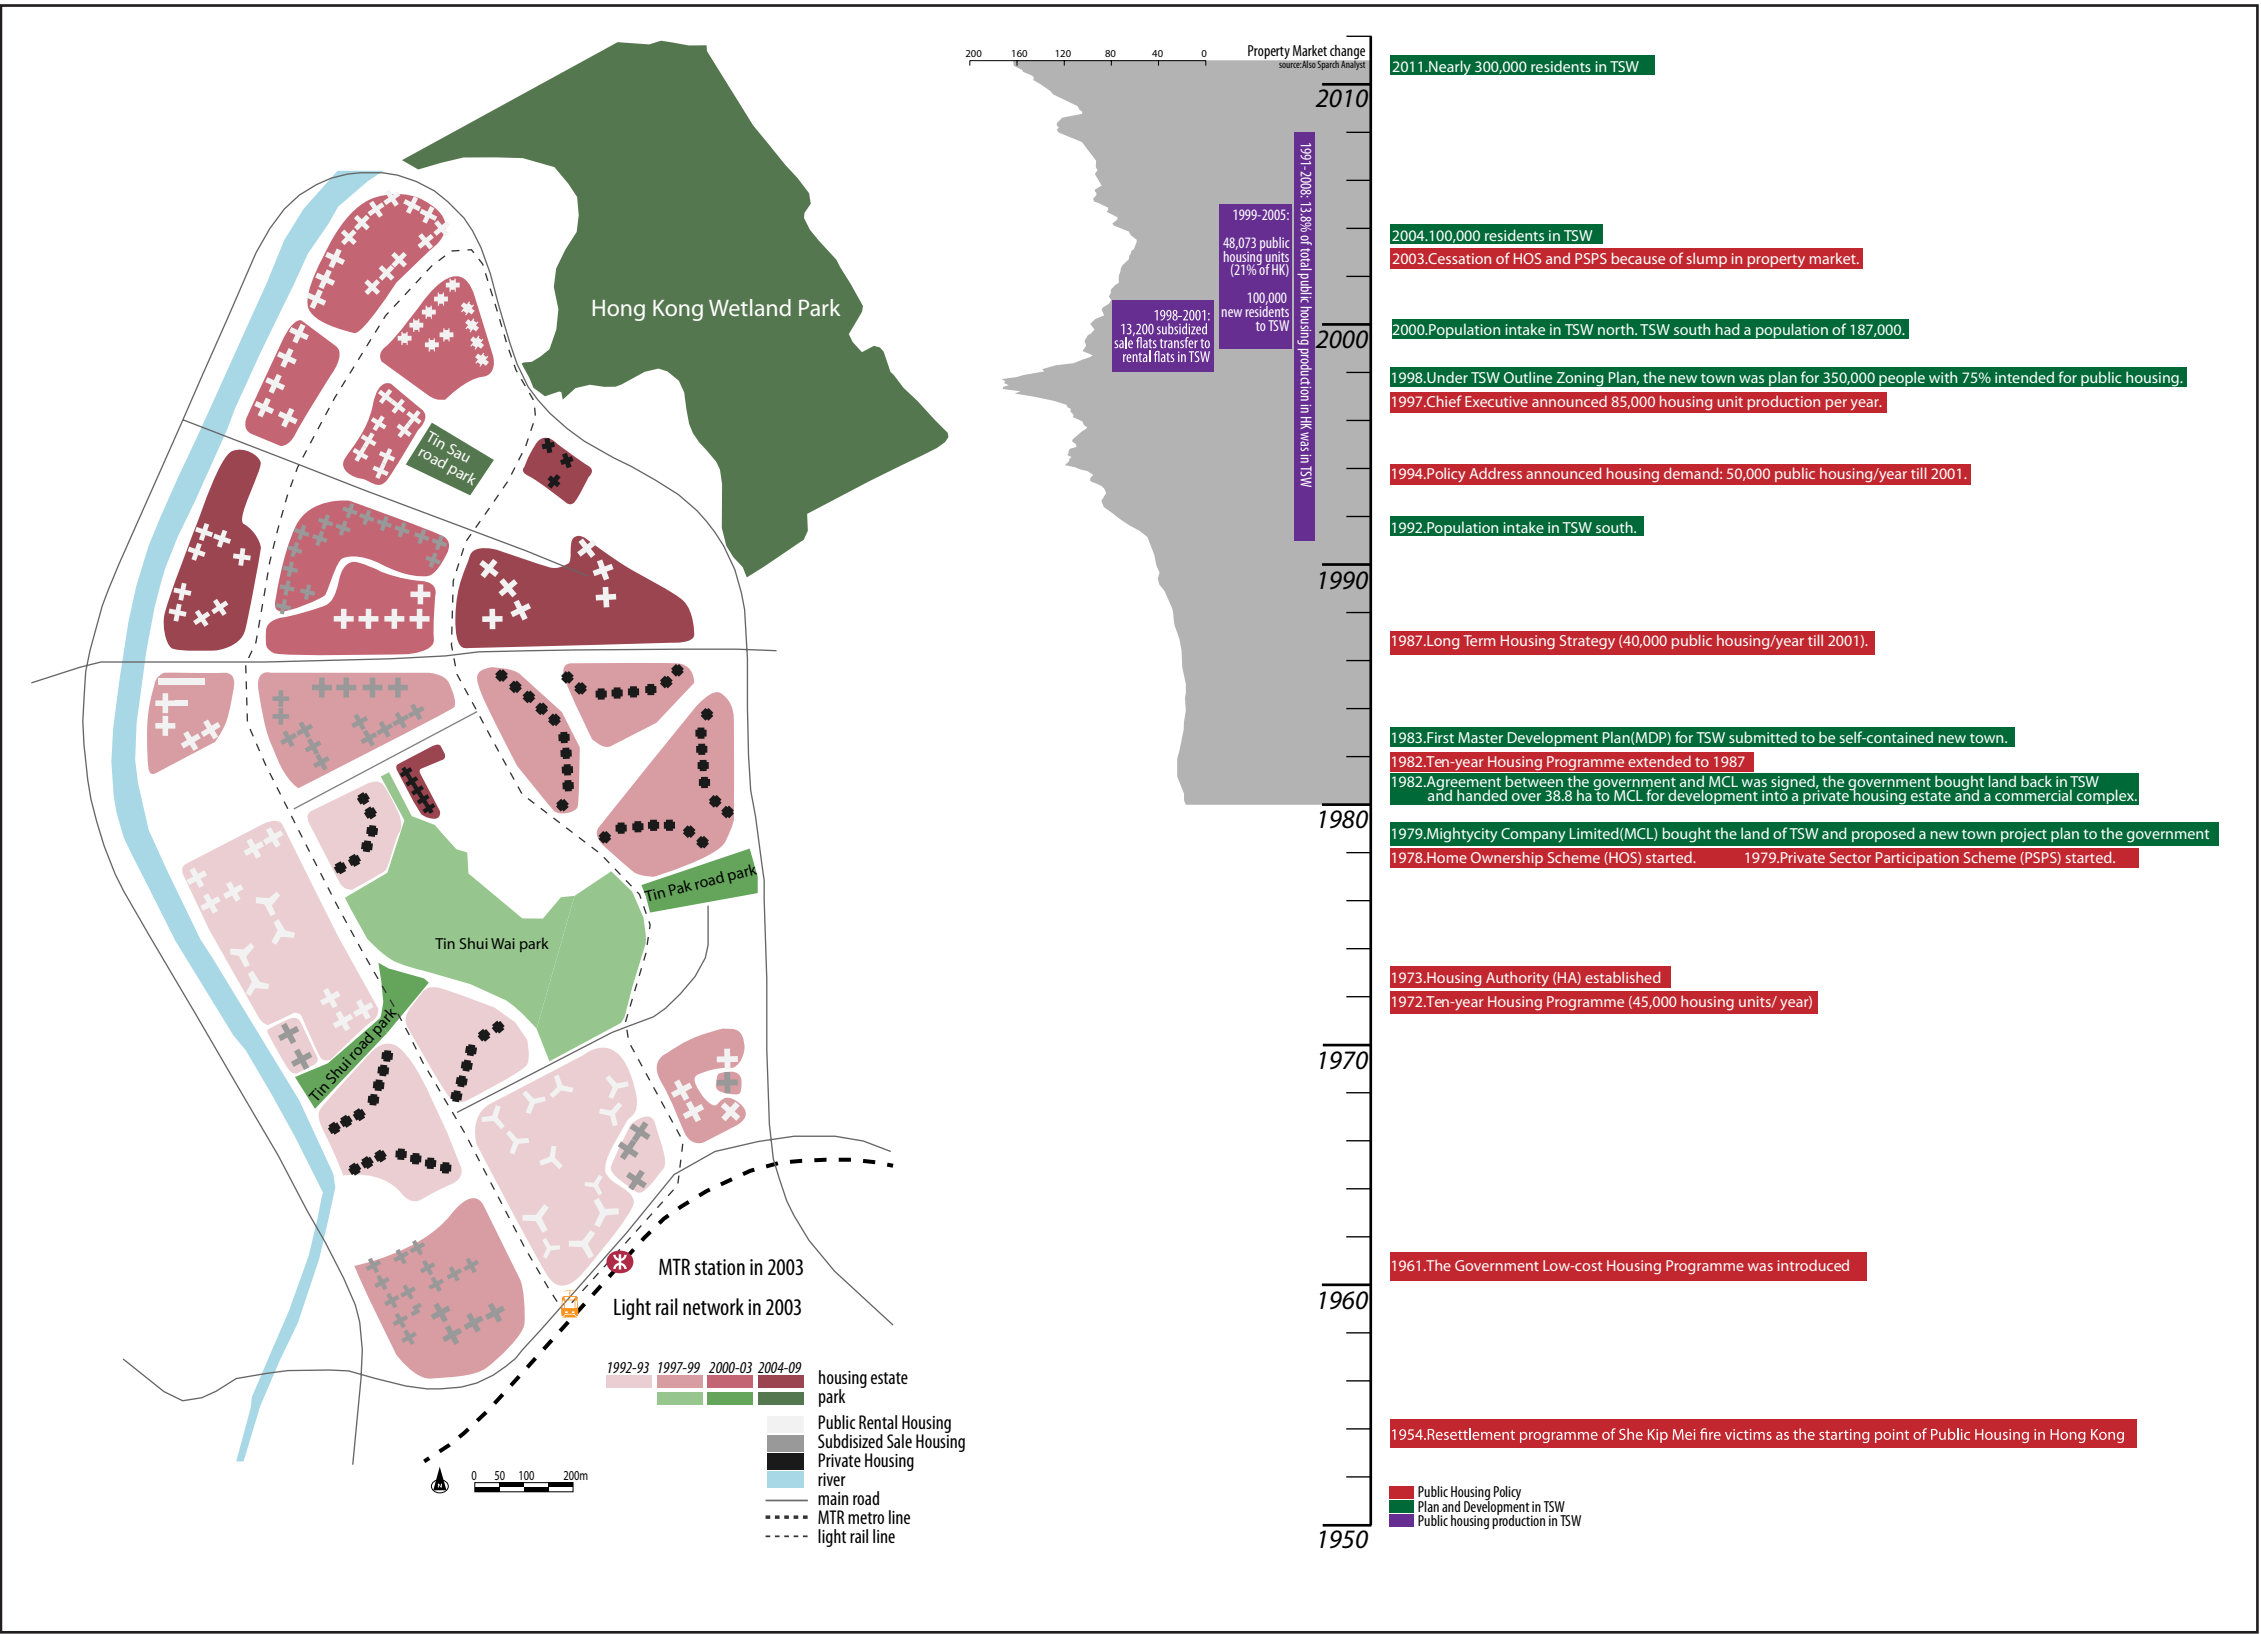 Hong Kong Wetland Park
Tin Sau
road park
Tin Pak road park
Tin Shui Wai park
Tin Shui road park
MTR station in 2003
Light rail network in 2003
1992-93 1997-99 2000-03 2004-09
housing estate
park
Public Rental Housing
Subdisized Sale Housing
Private Housing
river
main road
MTR metro line
light rail line
N
0 50 100 200m
200 160 120 80 40 0
Property Market change
source:Also Sparch Analyst
2010
2000
1990
1980
1970
1960
1950
1991-2008: 13.8% of total public housing production in HK was in TSW
1999-2005:
48,073 public
housing units
(21% of HK)
100,000
new residents
to TSW
1998-2001:
13,200 subsidized
sale flats transfer to
rental flats in TSW
2011.Nearly 300,000 residents in TSW
2004.100,000 residents in TSW
2003.Cessation of HOS and PSPS because of slump in property market.
2000.Population intake in TSW north. TSW south had a population of 187,000.
1998.Under TSW Outline Zoning Plan, the new town was plan for 350,000 people with 75% intended for public housing.
1997.Chief Executive announced 85,000 housing unit production per year.
1994.Policy Address announced housing demand: 50,000 public housing/year till 2001.
1992.Population intake in TSW south.
1987.Long Term Housing Strategy (40,000 public housing/year till 2001).
1983.First Master Development Plan(MDP) for TSW submitted to be self-contained new town.
1982.Ten-year Housing Programme extended to 1987
1982.Agreement between the government and MCL was signed, the government bought land back in TSW
and handed over 38.8 ha to MCL for development into a private housing estate and a commercial complex.
1979.Mightycity Company Limited(MCL) bought the land of TSW and proposed a new town project plan to the government
1978.Home Ownership Scheme (HOS) started. 1979.Private Sector Participation Scheme (PSPS) started.
1973.Housing Authority (HA) established
1972.Ten-year Housing Programme (45,000 housing units/ year)
1961.The Government Low-cost Housing Programme was introduced
1954.Resettlement programme of She Kip Mei fire victims as the starting point of Public Housing in Hong Kong
Public Housing Policy
Plan and Development in TSW
Public housing production in TSW